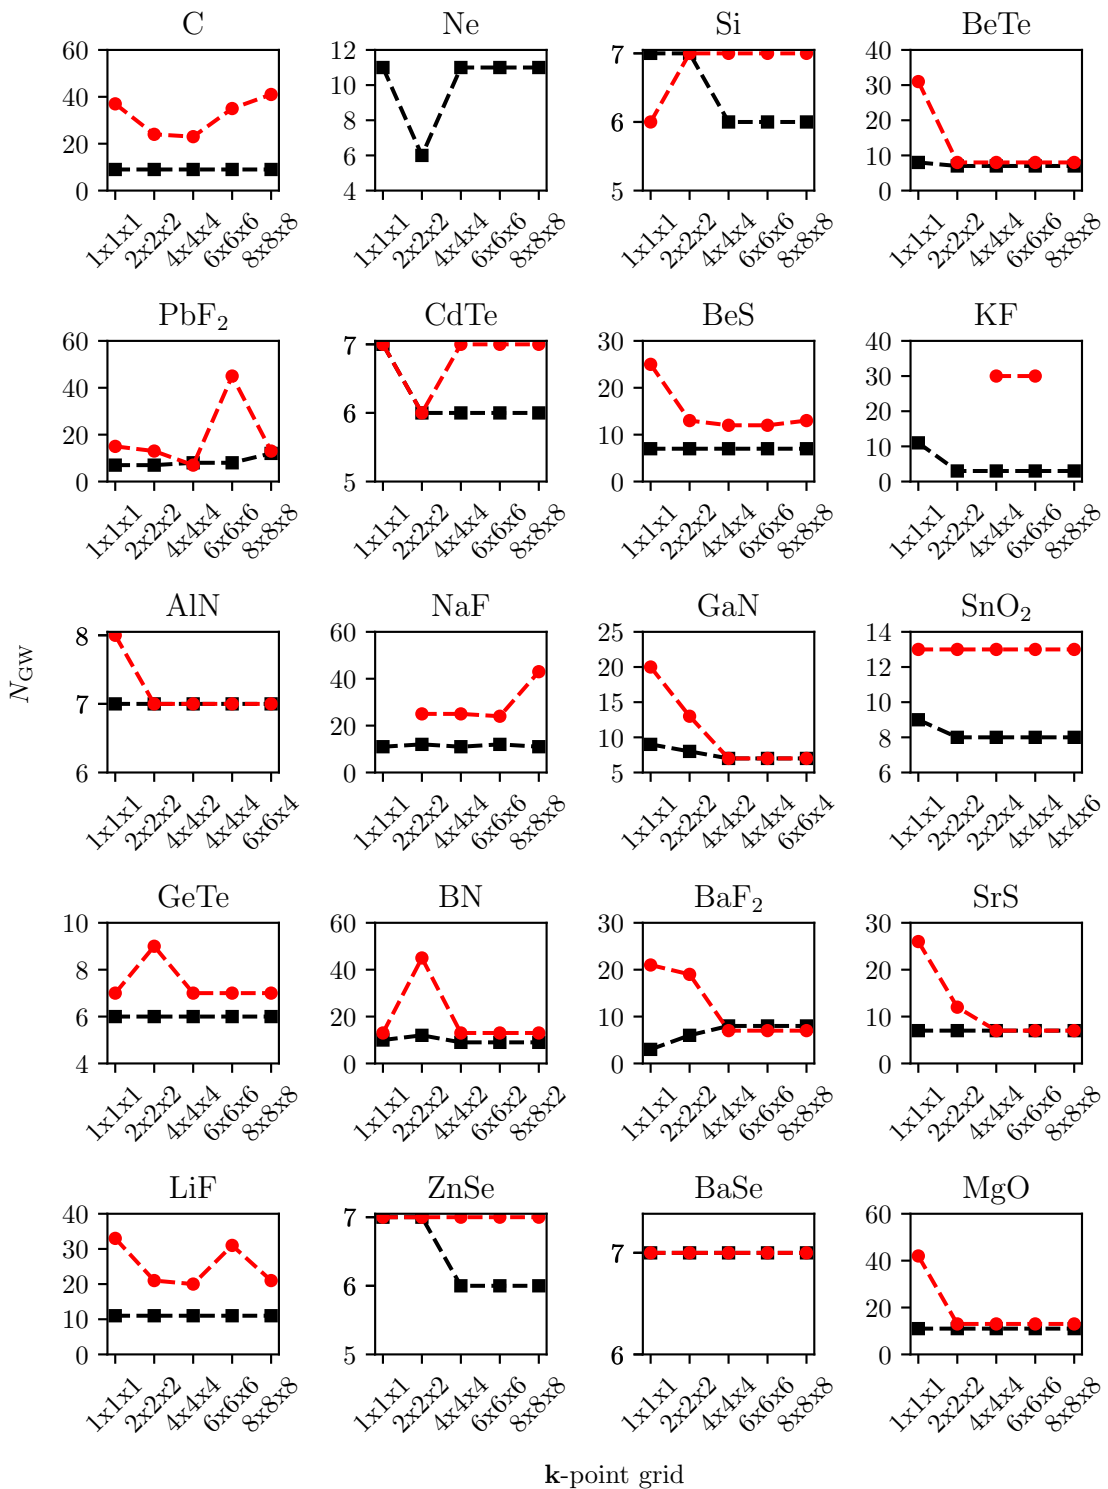 C Ne Si BeTe
60 40 20 0
12 10 8 6 4
7 6 5
40 30 20 10 0
1x1x1 2x2x2 4x4x4 6x6x6 8x8x8
1x1x1 2x2x2 4x4x4 6x6x6 8x8x8
1x1x1 2x2x2 4x4x4 6x6x6 8x8x8
1x1x1 2x2x2 4x4x4 6x6x6 8x8x8
PbF₂ CdTe BeS KF
60 40 20 0
7 6 5
30 20 10 0
40 30 20 10 0
1x1x1 2x2x2 4x4x4 6x6x6 8x8x8
1x1x1 2x2x2 4x4x4 6x6x6 8x8x8
1x1x1 2x2x2 4x4x4 6x6x6 8x8x8
1x1x1 2x2x2 4x4x4 6x6x6 8x8x8
N_GW
AlN NaF GaN SnO₂
8 7 6
60 40 20 0
25 20 15 10 5
14 12 10 8 6
1x1x1 2x2x2 4x4x2 4x4x4 6x6x4
1x1x1 2x2x2 4x4x4 6x6x6 8x8x8
1x1x1 2x2x2 4x4x2 4x4x4 6x6x4
1x1x1 2x2x2 2x2x4 4x4x4 4x4x6
GeTe BN BaF₂ SrS
10 8 6 4
60 40 20 0
30 20 10 0
30 20 10 0
1x1x1 2x2x2 4x4x4 6x6x6 8x8x8
1x1x1 2x2x2 4x4x2 6x6x2 8x8x2
1x1x1 2x2x2 4x4x4 6x6x6 8x8x8
1x1x1 2x2x2 4x4x4 6x6x6 8x8x8
LiF ZnSe BaSe MgO
40 30 20 10 0
7 6 5
7 6
60 40 20 0
1x1x1 2x2x2 4x4x4 6x6x6 8x8x8
1x1x1 2x2x2 4x4x4 6x6x6 8x8x8
1x1x1 2x2x2 4x4x4 6x6x6 8x8x8
1x1x1 2x2x2 4x4x4 6x6x6 8x8x8
k-point grid